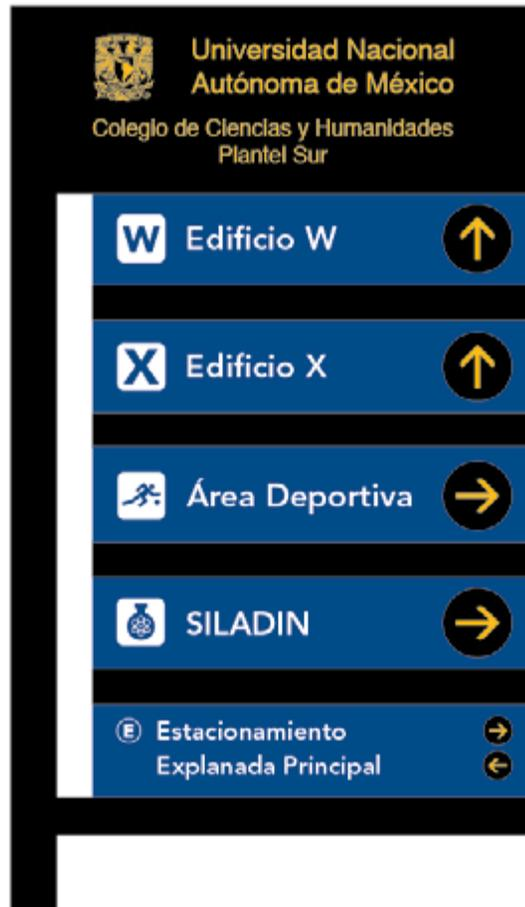 Universidad Nacional
Autónoma de México
Colegio de Ciencias y Humanidades
Plantel Sur
W Edificio W
X Edificio X
Área Deportiva
SILADIN
E Estacionamiento
Explanada Principal